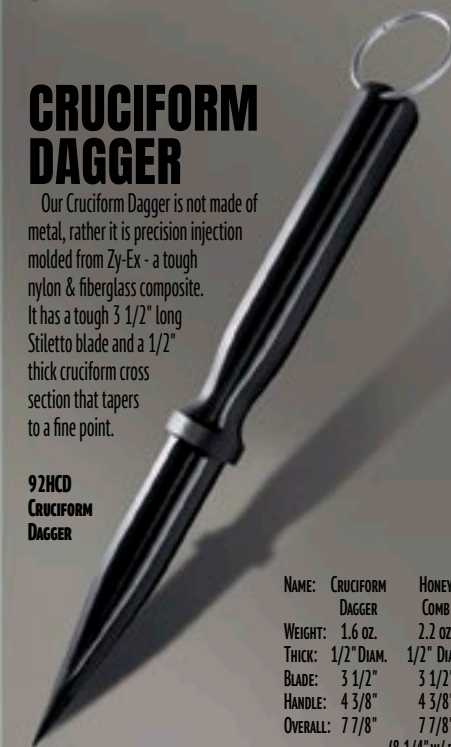 CRUCIFORM
DAGGER
Our Cruciform Dagger is not made of
metal, rather it is precision injection
molded from Zy-Ex - a tough
nylon & fiberglass composite.
It has a tough 3 1/2" long
Stiletto blade and a 1/2"
thick cruciform cross
section that tapers
to a fine point.
92HCD
CRUCIFORM
DAGGER
NAME: CRUCIFORM HONEY
DAGGER COMB
WEIGHT: 1.6 oz. 2.2 oz
THICK: 1/2" DIAM. 1/2" DIA
BLADE: 3 1/2" 3 1/2"
HANDLE: 4 3/8" 4 3/8"
OVERALL: 7 7/8" 7 7/8"